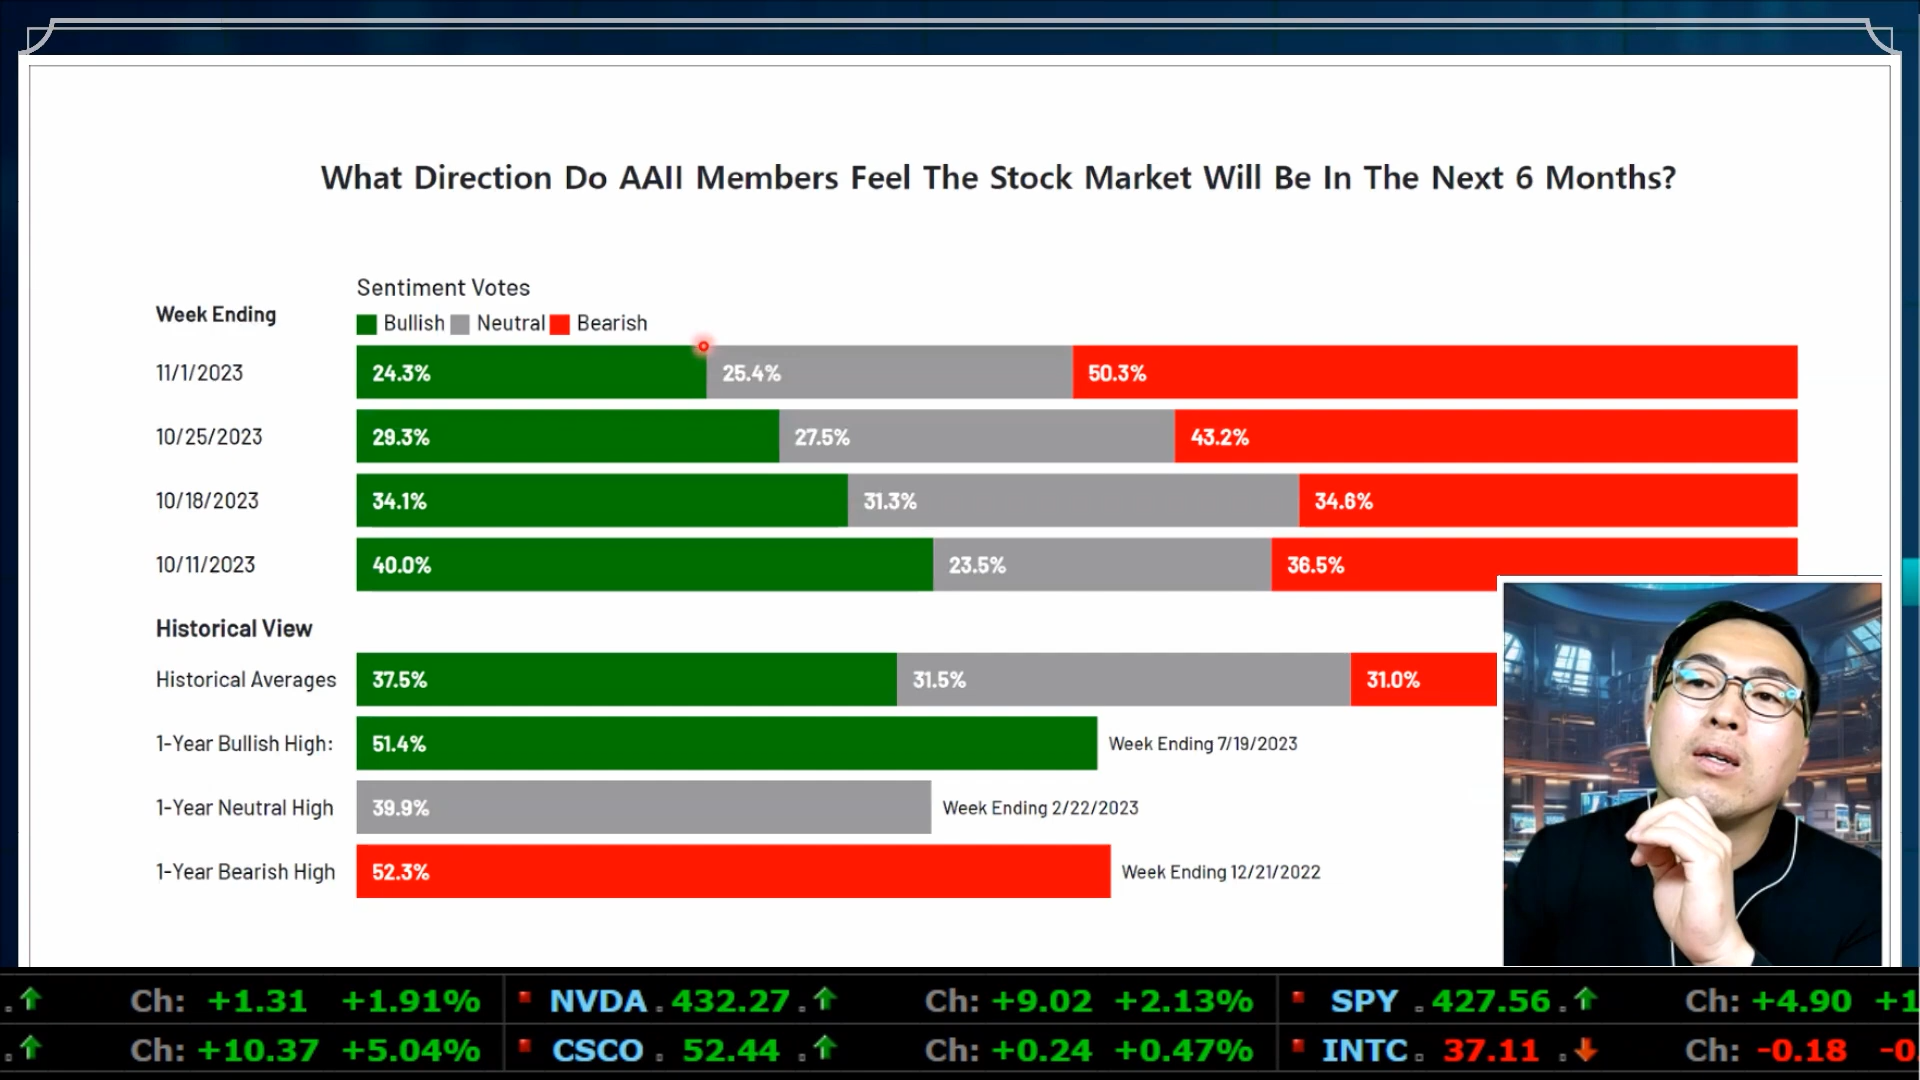 What Direction Do AAII Members Feel The Stock Market Will Be In The Next 6 Months?
Sentiment Votes
Week Ending
Bullish Neutral Bearish
11/1/2023 24.3% 25.4% 50.3%
10/25/2023 29.3% 27.5% 43.2%
10/18/2023 34.1% 31.3% 34.6%
10/11/2023 40.0% 23.5% 36.5%
Historical View
Historical Averages 37.5% 31.5% 31.0%
1-Year Bullish High: 51.4% Week Ending 7/19/2023
1-Year Neutral High 39.9% Week Ending 2/22/2023
1-Year Bearish High 52.3% Week Ending 12/21/2022
Ch: +1.31 +1.91% NVDA 432.27 Ch: +9.02 +2.13% SPY 427.56 Ch: +4.90
Ch: +10.37 +5.04% CSCO 52.44 Ch: +0.24 +0.47% INTC 37.11 Ch: -0.18